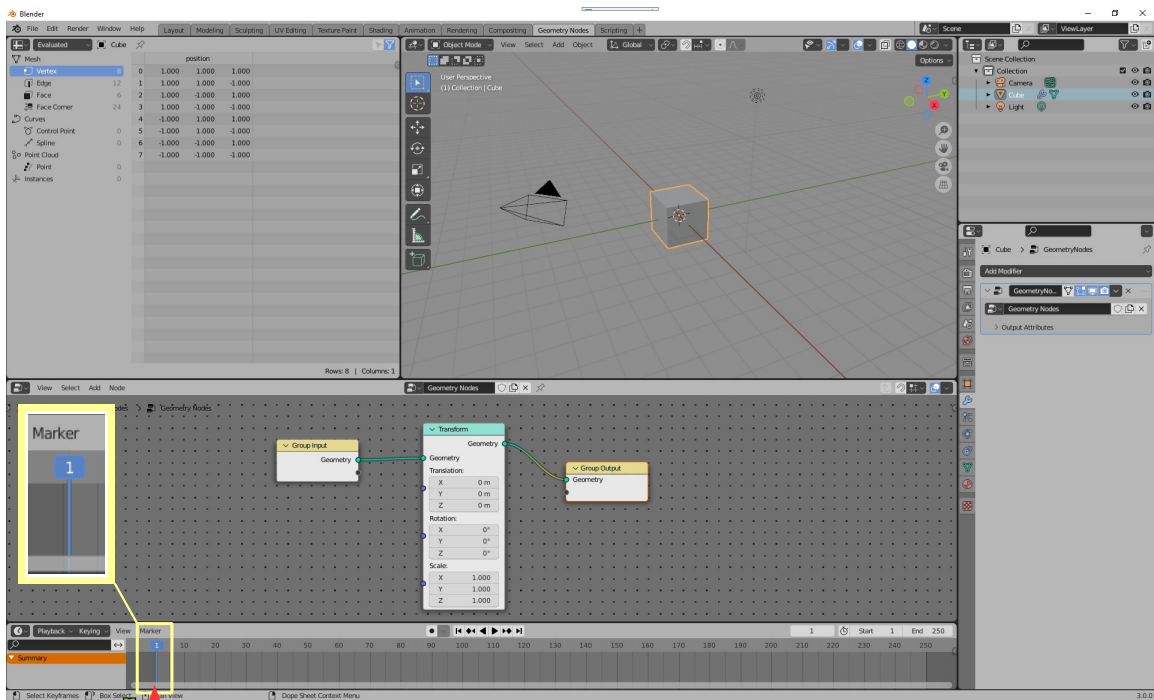 Blender
File Edit Render Window Help Layout Modeling Sculpting UV Editing Texture Paint Shading Animation Rendering Compositing Geometry Nodes Scripting + Scene ViewLayer
Evaluated Cube Object Mode View Select Add Object Global
Options
Mesh position
Vertex 8 0 1.000 1.000 1.000
Edge 12 1 1.000 1.000 -1.000
Face 6 2 1.000 -1.000 1.000
Face Corner 24 3 1.000 -1.000 -1.000
Curves 4 -1.000 1.000 1.000
Control Point 0 5 -1.000 1.000 -1.000
Spline 0 6 -1.000 -1.000 1.000
Point Cloud 7 -1.000 -1.000 -1.000
Point 0
Instances 0
Rows: 8 | Columns: 1
User Perspective
(1) Collection | Cube
Z
Y
X
Scene Collection
Collection
Camera
Cube
Light
Cube > GeometryNodes
Add Modifier
GeometryNo..
Geometry Nodes
Output Attributes
View Select Add Node Geometry Nodes
Geometry Nodes
Marker
1
Group Input
Geometry
Transform
Geometry
Geometry
Translation:
X 0 m
Y 0 m
Z 0 m
Rotation:
X 0°
Y 0°
Z 0°
Scale:
X 1.000
Y 1.000
Z 1.000
Group Output
Geometry
Playback Keying View Marker 1 Start 1 End 250
1 10 20 30 40 50 60 70 80 90 100 110 120 130 140 150 160 170 180 190 200 210 220 230 240 250
Summary
Select Keyframes Box Select View Dope Sheet Context Menu 3.0.0